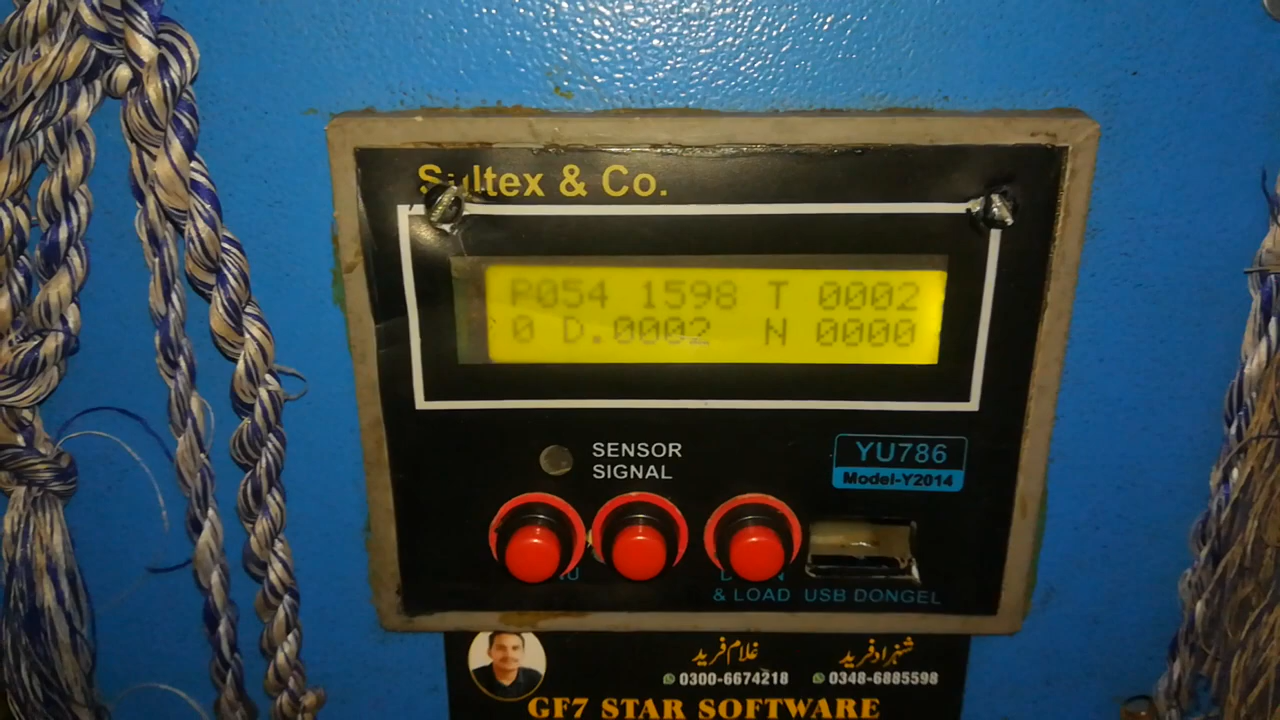 Sultex & Co.
P054 1598 T 0002
0 D.0002 N 0000
SENSOR
SIGNAL
YU786
Model-Y2014
& LOAD USB DONGEL
غلام فرید
شہزاد فرید
0300-6674218
0348-6885598
GF7 STAR SOFTWARE